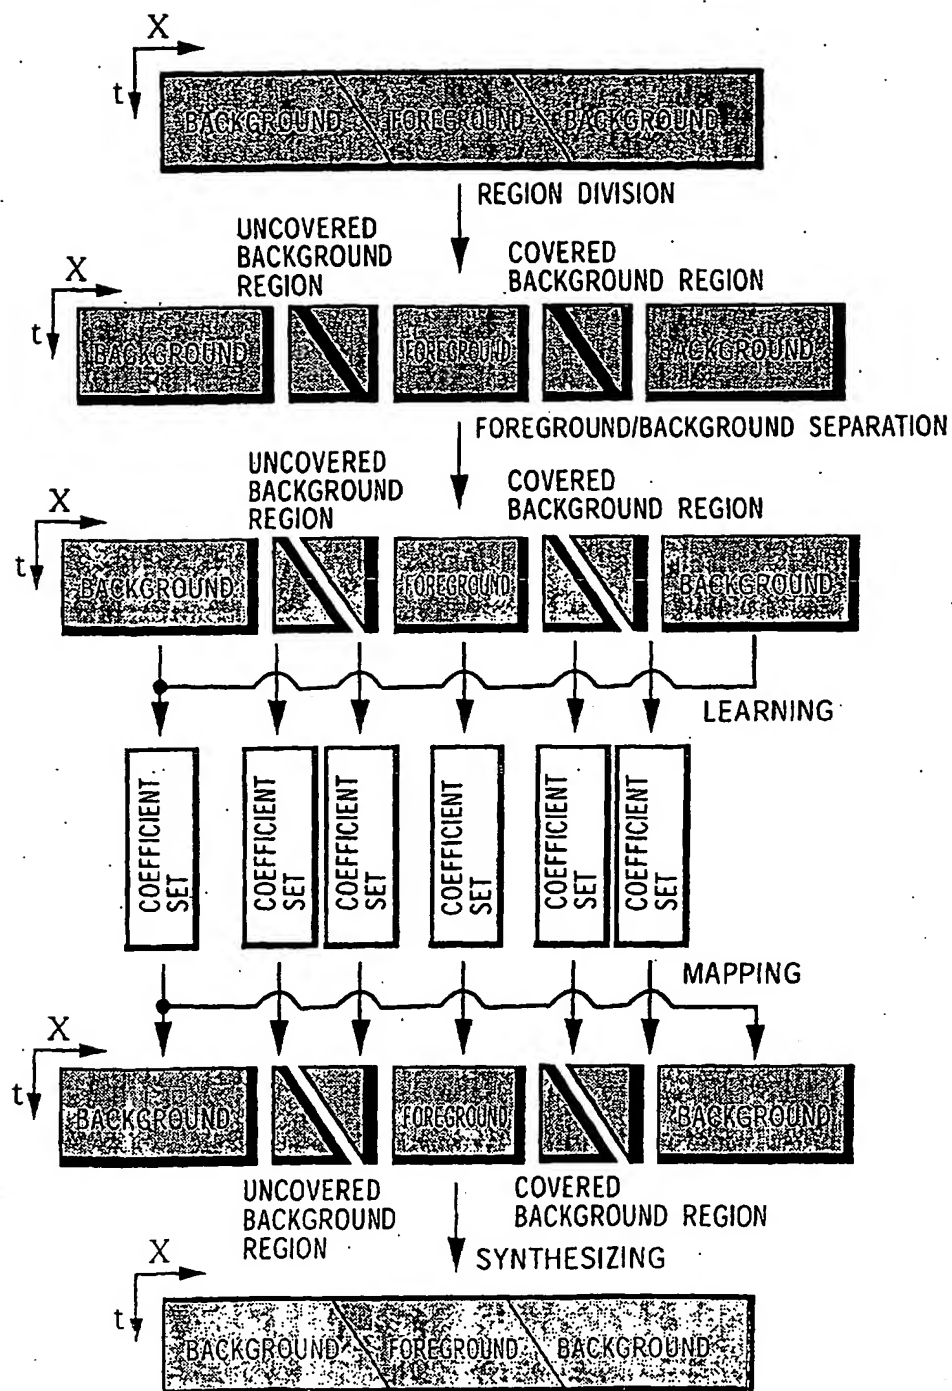 X
t
BACKGROUND FOREGROUND BACKGROUND
REGION DIVISION
UNCOVERED
BACKGROUND
REGION
COVERED
BACKGROUND REGION
X
t
BACKGROUND FOREGROUND BACKGROUND
FOREGROUND/BACKGROUND SEPARATION
UNCOVERED
BACKGROUND
REGION
COVERED
BACKGROUND REGION
X
t
BACKGROUND FOREGROUND BACKGROUND
LEARNING
COEFFICIENT
SET
COEFFICIENT
SET
COEFFICIENT
SET
COEFFICIENT
SET
COEFFICIENT
SET
COEFFICIENT
SET
MAPPING
X
t
BACKGROUND FOREGROUND BACKGROUND
UNCOVERED
BACKGROUND
REGION
COVERED
BACKGROUND REGION
SYNTHESIZING
X
t
BACKGROUND FOREGROUND BACKGROUND